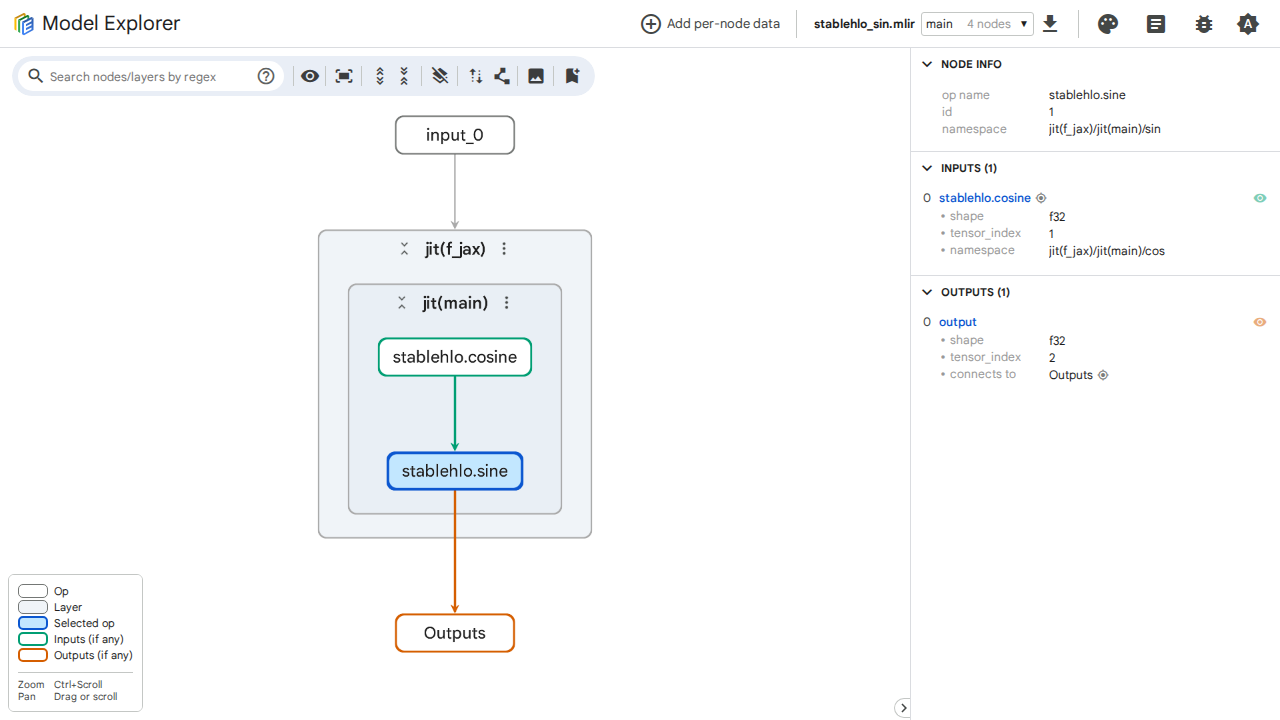 Model Explorer
Add per-node data
stablehlo_sin.mlir
main 4 nodes
Search nodes/layers by regex
input_0
jit(f_jax)
jit(main)
stablehlo.cosine
stablehlo.sine
Outputs
Op
Layer
Selected op
Inputs (if any)
Outputs (if any)
Zoom Ctrl+Scroll
Pan Drag or scroll
NODE INFO
op name stablehlo.sine
id 1
namespace jit(f_jax)/jit(main)/sin
INPUTS (1)
0 stablehlo.cosine
• shape f32
• tensor_index 1
• namespace jit(f_jax)/jit(main)/cos
OUTPUTS (1)
0 output
• shape f32
• tensor_index 2
• connects to Outputs
A